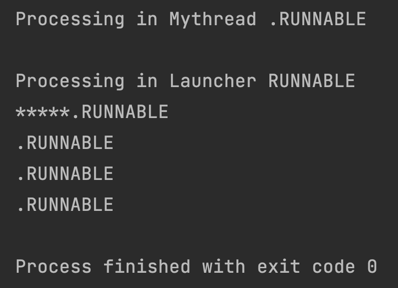 Processing in Mythread .RUNNABLE
Processing in Launcher RUNNABLE
*****.RUNNABLE
.RUNNABLE
.RUNNABLE
.RUNNABLE
Process finished with exit code 0